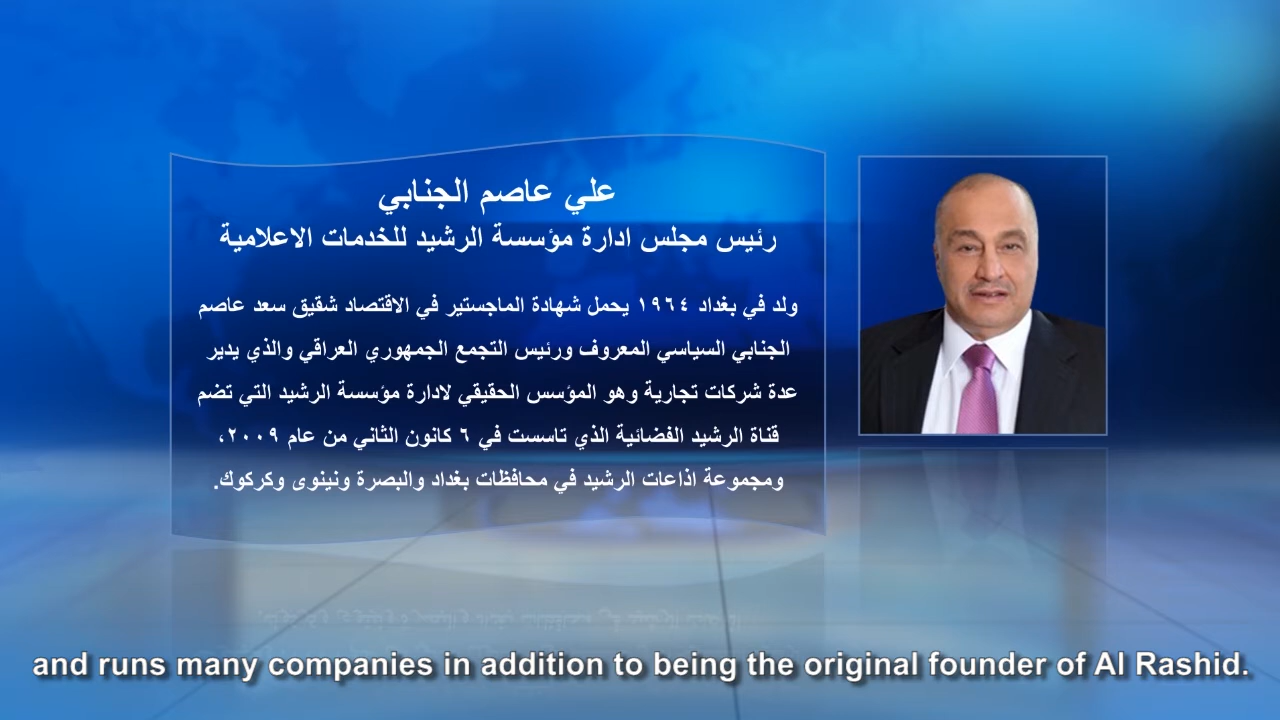 علي عاصم الجنابي
رئيس مجلس ادارة مؤسسة الرشيد للخدمات الاعلامية
ولد في بغداد ١٩٦٤ يحمل شهادة الماجستير في الاقتصاد شقيق سعد عاصم
الجنابي السياسي المعروف ورئيس التجمع الجمهوري العراقي والذي يدير
عدة شركات تجارية وهو المؤسس الحقيقي لادارة مؤسسة الرشيد التي تضم
قناة الرشيد الفضائية الذي تاسست في ٦ كانون الثاني من عام ٢٠٠٩،
ومجموعة اذاعات الرشيد في محافظات بغداد والبصرة ونينوى وكركوك.
and runs many companies in addition to being the original founder of Al Rashid.